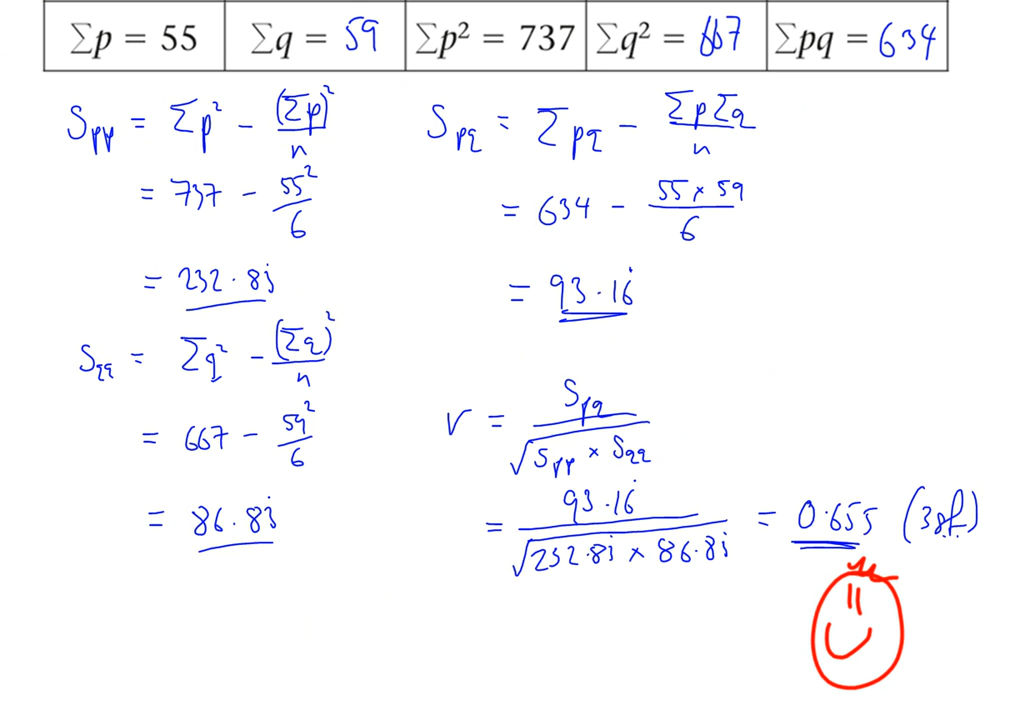 ∑p = 55 ∑q = 59 ∑p² = 737 ∑q² = 667 ∑pq = 634
Spp = ∑p² - (∑p)²/n
= 737 - 55²/6
= 232.83̇
Sqq = ∑q² - (∑q)²/n
= 667 - 59²/6
= 86.83̇
Spq = ∑pq - ∑p∑q/n
= 634 - 55 × 59/6
= 93.16̇
r = Spq/√(Spp × Sqq)
= 93.16̇/√(232.83̇ × 86.83̇) = 0.655 (3s.f.)